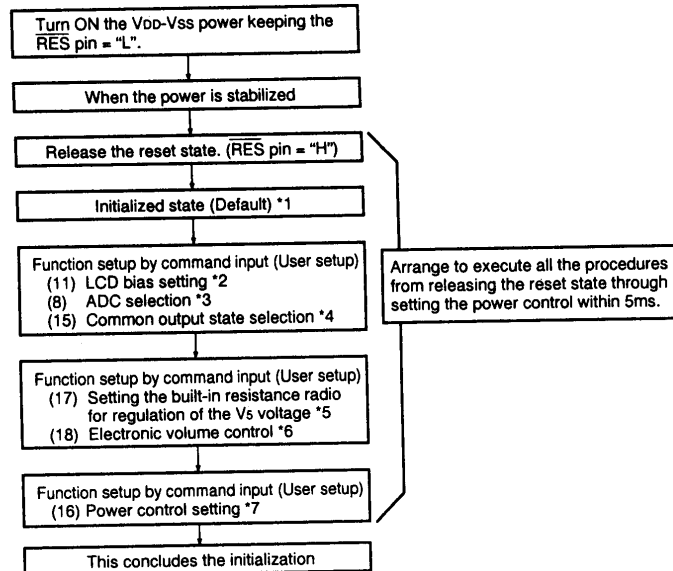 Turn ON the VDD-VSS power keeping the
RES pin = “L”.
When the power is stabilized
Release the reset state. (RES pin = “H”)
Initialized state (Default) *1
Function setup by command input (User setup)
(11) LCD bias setting *2
(8) ADC selection *3
(15) Common output state selection *4
Arrange to execute all the procedures
from releasing the reset state through
setting the power control within 5ms.
Function setup by command input (User setup)
(17) Setting the built-in resistance radio
for regulation of the V5 voltage *5
(18) Electronic volume control *6
Function setup by command input (User setup)
(16) Power control setting *7
This concludes the initialization